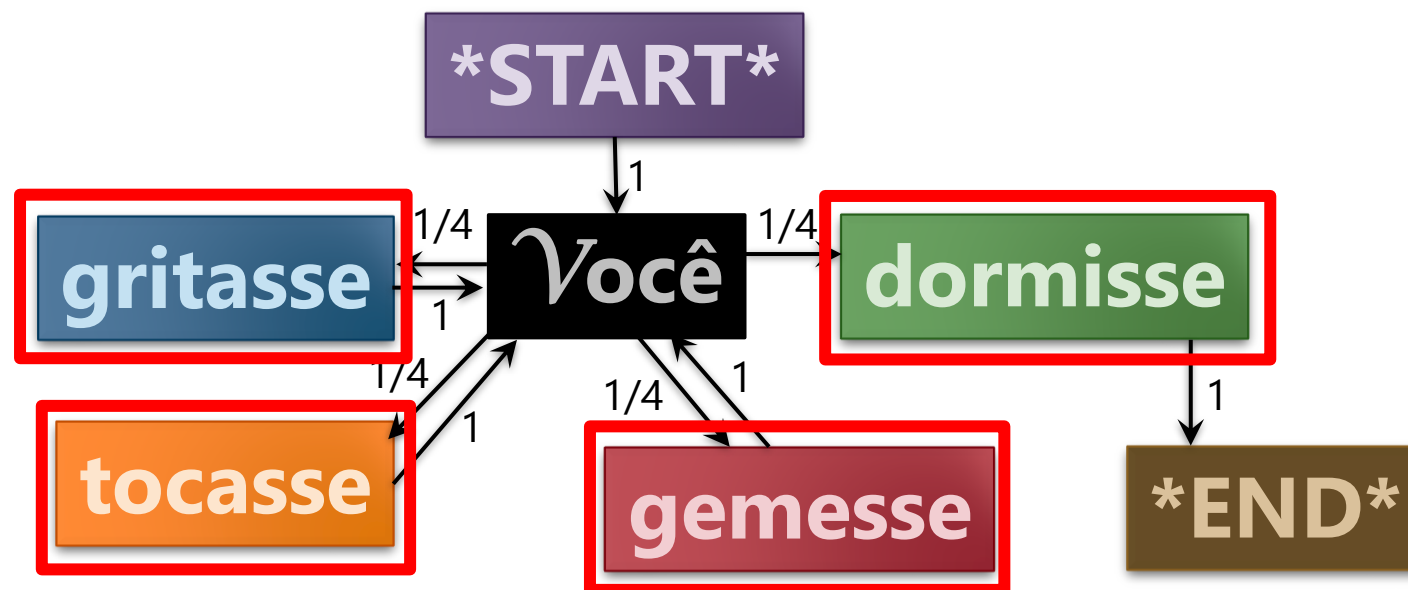 *START*
1
gritasse
1/4
1
Você
1/4
dormisse
1/4
1
1/4
1
1
tocasse
gemesse
*END*